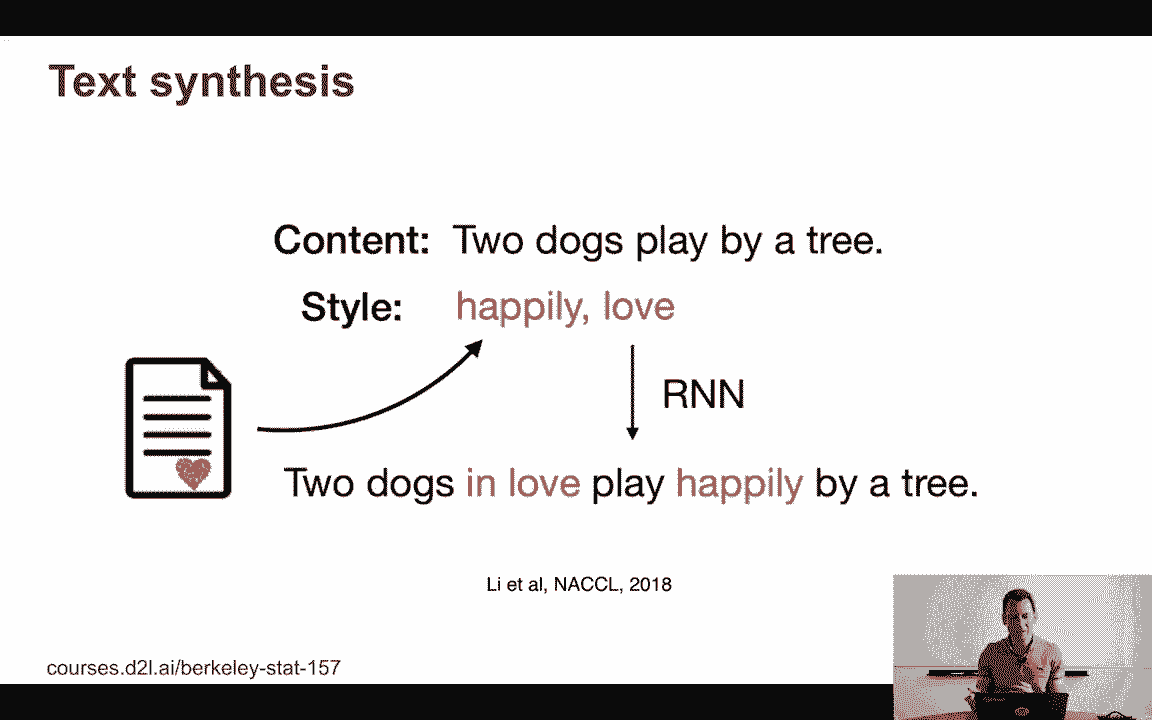 Text synthesis
Content: Two dogs play by a tree.
Style: happily, love
RNN
Two dogs in love play happily by a tree.
Li et al, NACCL, 2018
courses.d2l.ai/berkeley-stat-157